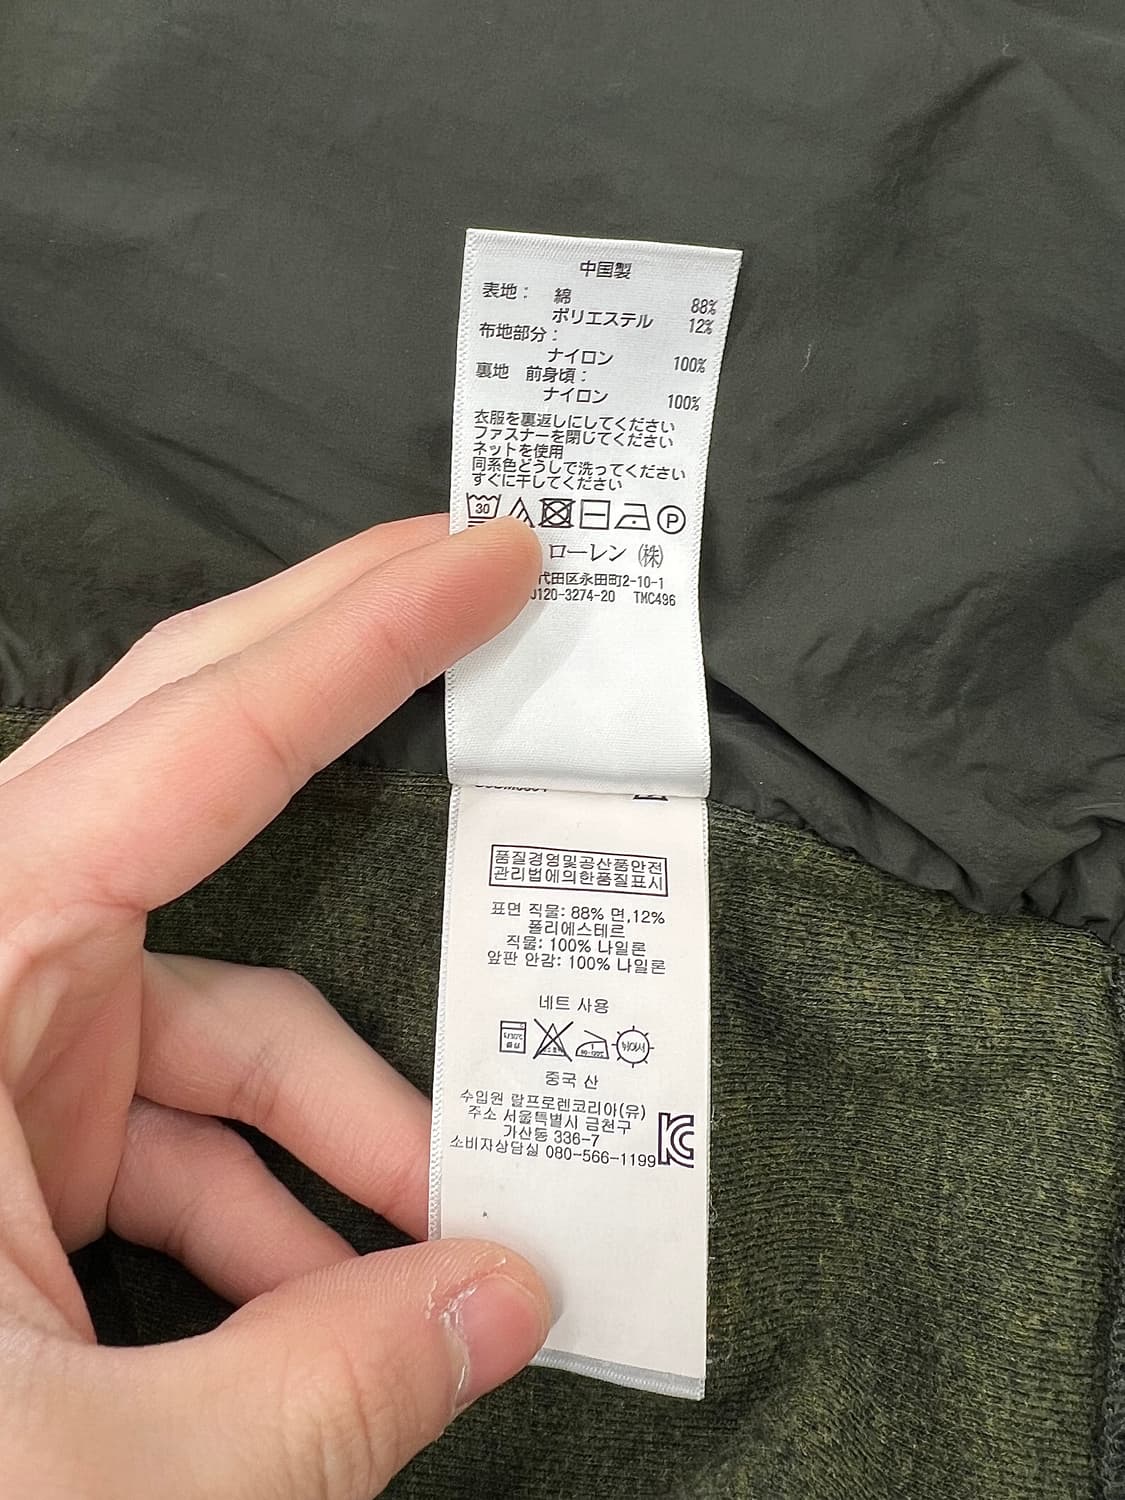 中国製
表地： 綿 88%
ポリエステル 12%
布地部分：
ナイロン 100%
裏地 前身頃：
ナイロン 100%
衣服を裏返しにしてください
ファスナーを閉じてください
ネットを使用
同系色どうしで洗ってください
すぐに干してください
30 P
ローレン (株)
代田区永田町2-10-1
0120-3274-20 TMC496
품질경영및공산품안전
관리법에의한품질표시
표면 직물: 88% 면,12%
폴리에스테르
직물: 100% 나일론
앞판 안감: 100% 나일론
네트 사용
뉘어서
중국 산
수입원 랄프로렌코리아(유)
주소 서울특별시 금천구
가산동 336-7
소비자상담실 080-566-1199